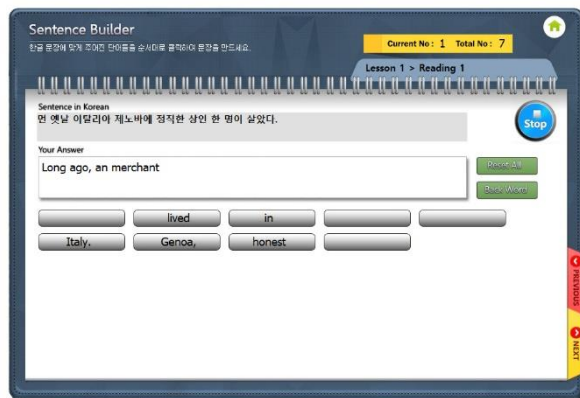 Sentence Builder
한글 문장에 맞게 주어진 단어들을 순서대로 클릭하여 문장을 만드세요.
Current No : 1 Total No : 7
Lesson 1 > Reading 1
Sentence in Korean
먼 옛날 이탈리아 제노바에 정직한 상인 한 명이 살았다.
Stop
Your Answer
Long ago, an merchant
Reset All
Back Word
lived in
Italy. Genoa, honest
PREVIOUS
NEXT